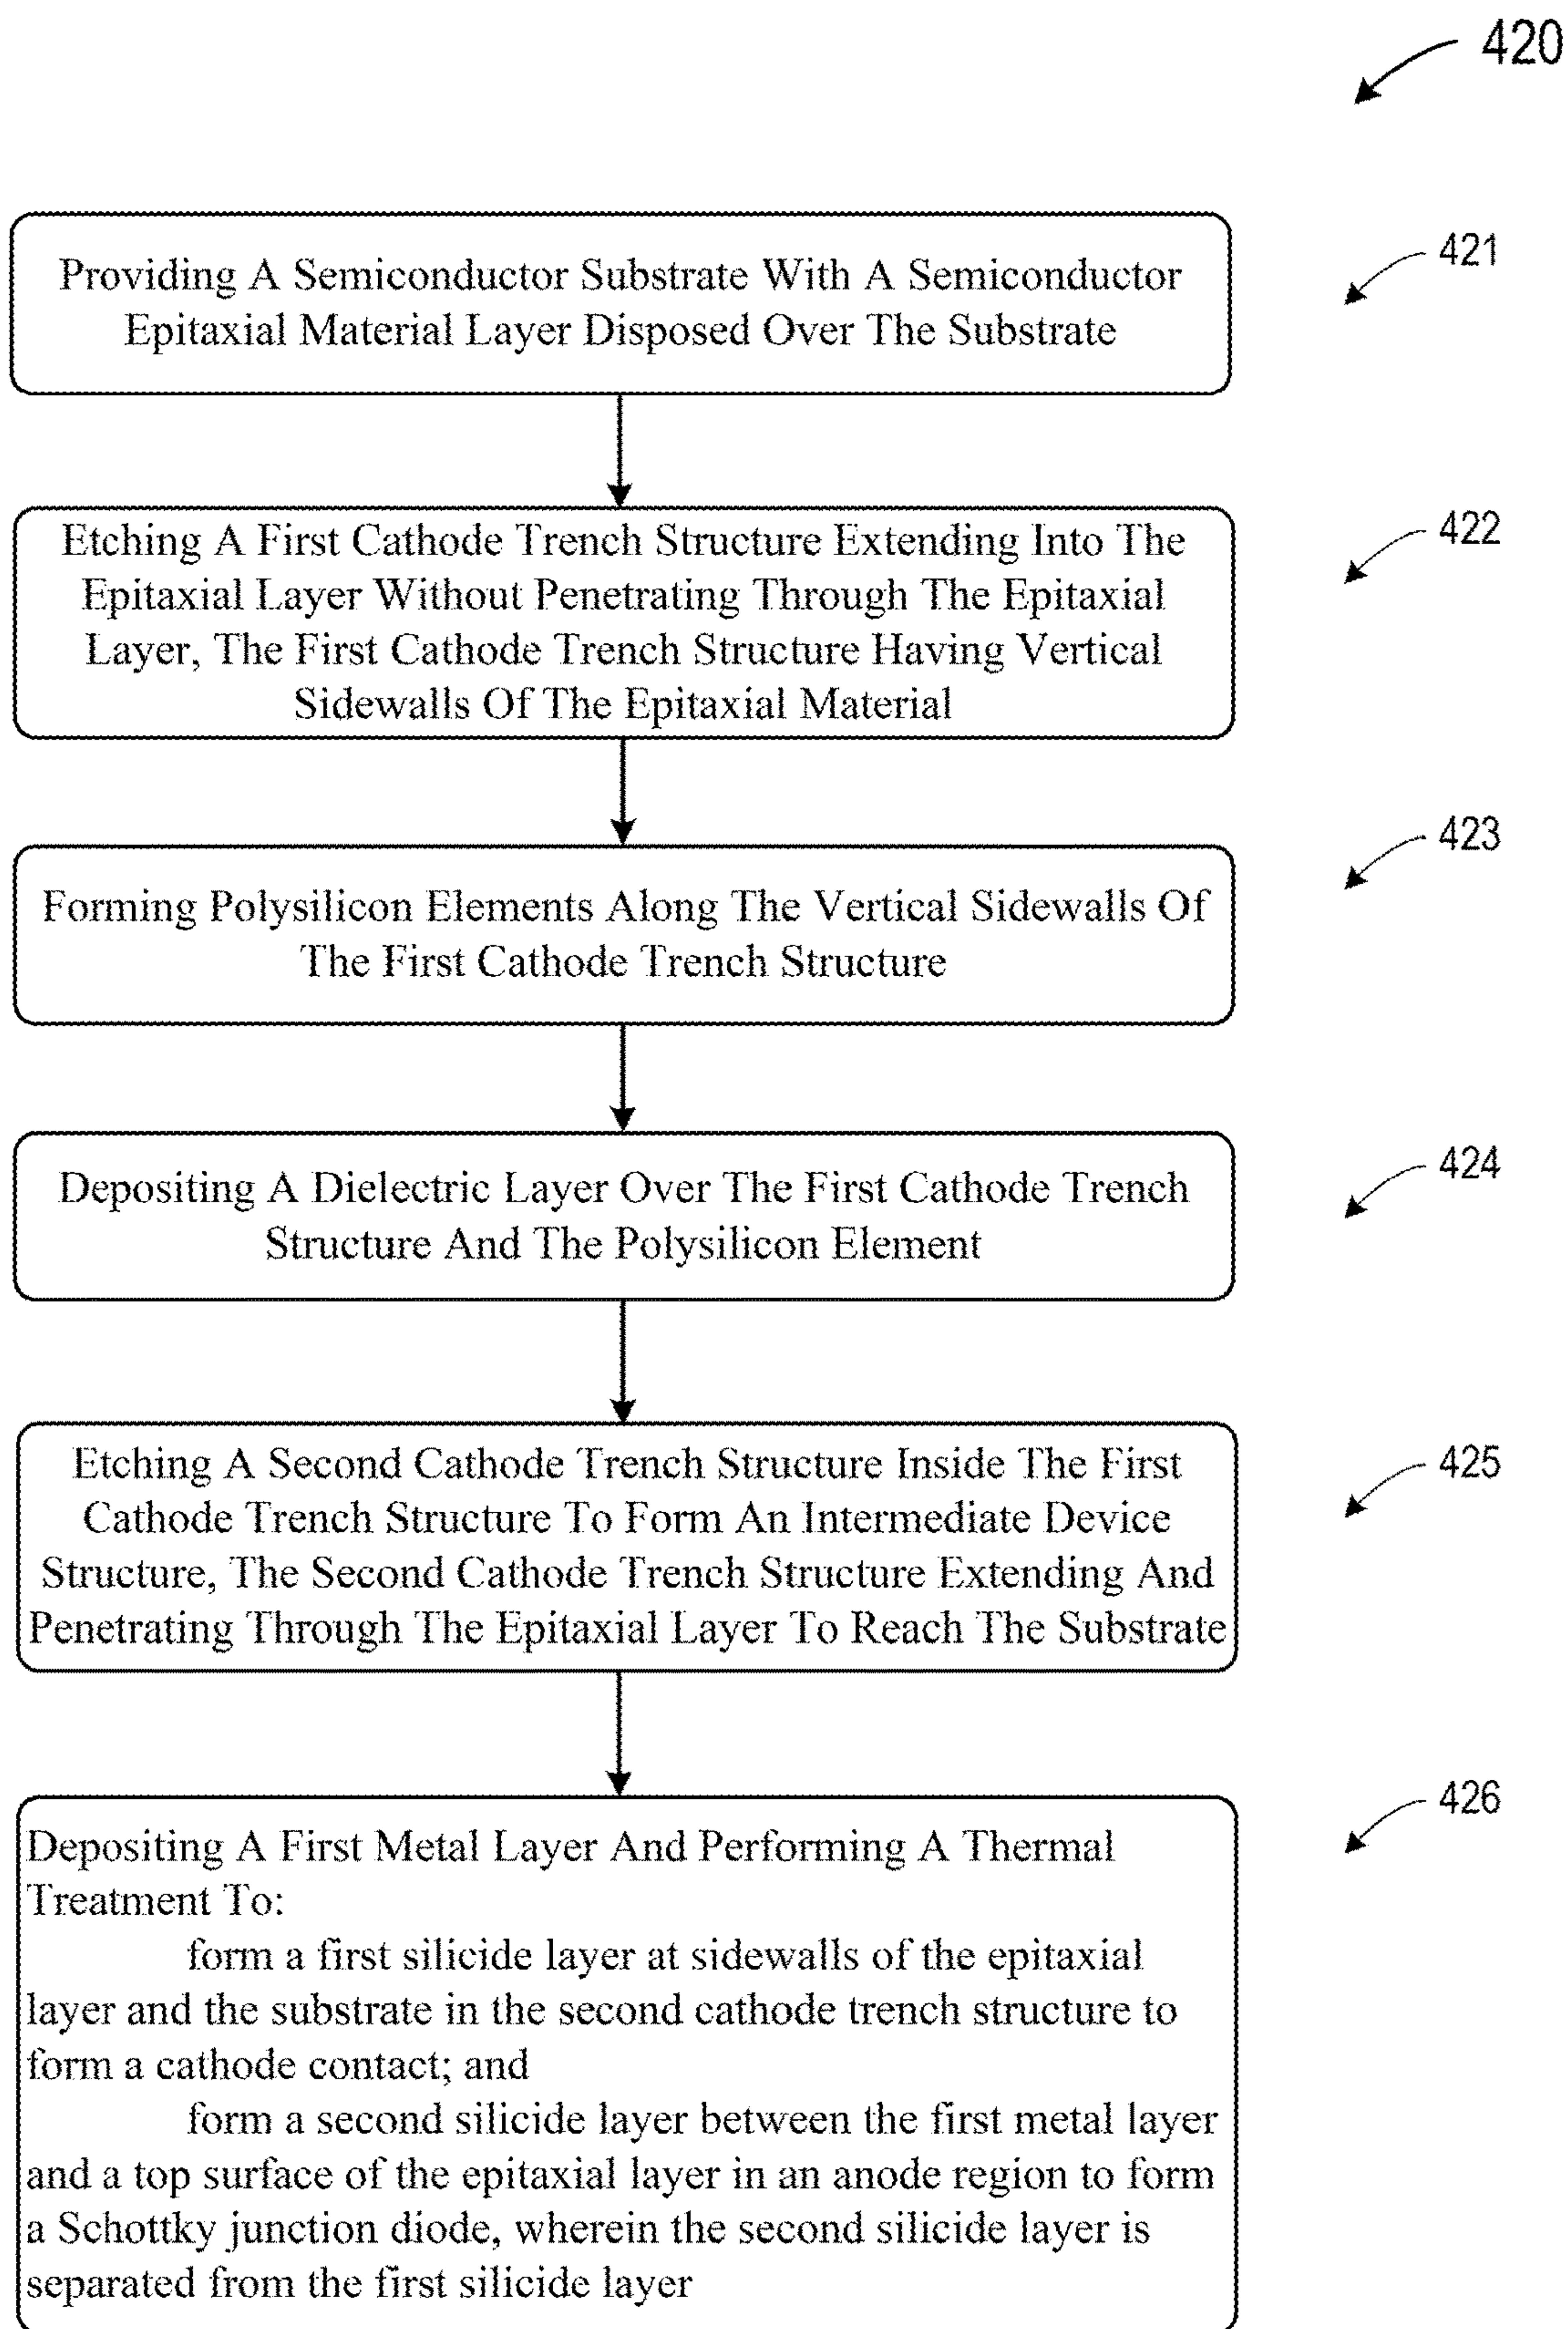 420
Providing A Semiconductor Substrate With A Semiconductor
Epitaxial Material Layer Disposed Over The Substrate
421
Etching A First Cathode Trench Structure Extending Into The
Epitaxial Layer Without Penetrating Through The Epitaxial
Layer, The First Cathode Trench Structure Having Vertical
Sidewalls Of The Epitaxial Material
422
Forming Polysilicon Elements Along The Vertical Sidewalls Of
The First Cathode Trench Structure
423
Depositing A Dielectric Layer Over The First Cathode Trench
Structure And The Polysilicon Element
424
Etching A Second Cathode Trench Structure Inside The First
Cathode Trench Structure To Form An Intermediate Device
Structure, The Second Cathode Trench Structure Extending And
Penetrating Through The Epitaxial Layer To Reach The Substrate
425
Depositing A First Metal Layer And Performing A Thermal
Treatment To:
form a first silicide layer at sidewalls of the epitaxial
layer and the substrate in the second cathode trench structure to
form a cathode contact; and
form a second silicide layer between the first metal layer
and a top surface of the epitaxial layer in an anode region to form
a Schottky junction diode, wherein the second silicide layer is
separated from the first silicide layer
426